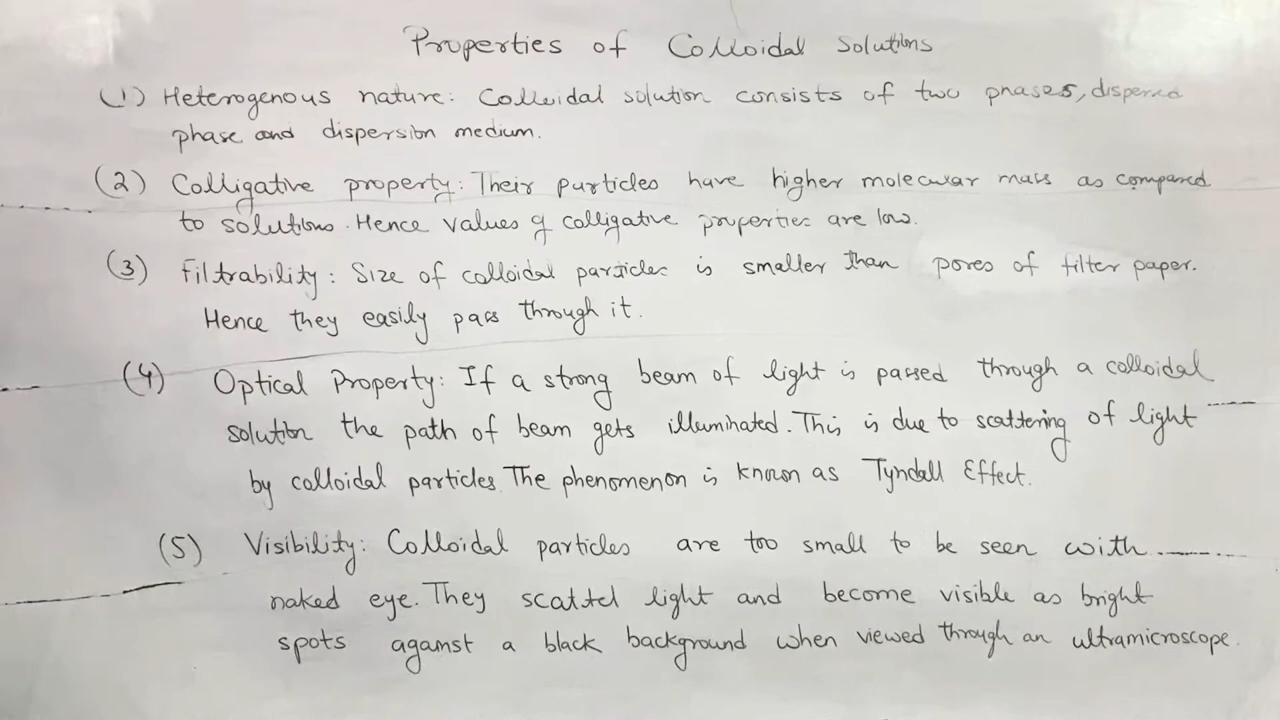 Properties of Colloidal Solutions
(1) Heterogenous nature: Colloidal solution consists of two phases, dispersed
phase and dispersion medium.
(2) Colligative property: Their particles have higher molecular mass as compared
to solutions. Hence values of colligative properties are low.
(3) Filtrability: Size of colloidal particles is smaller than pores of filter paper.
Hence they easily pass through it.
(4) Optical Property: If a strong beam of light is passed through a colloidal
solution the path of beam gets illuminated. This is due to scattering of light
by colloidal particles. The phenomenon is known as Tyndall Effect.
(5) Visibility: Colloidal particles are too small to be seen with
naked eye. They scatter light and become visible as bright
spots against a black background when viewed through an ultramicroscope.